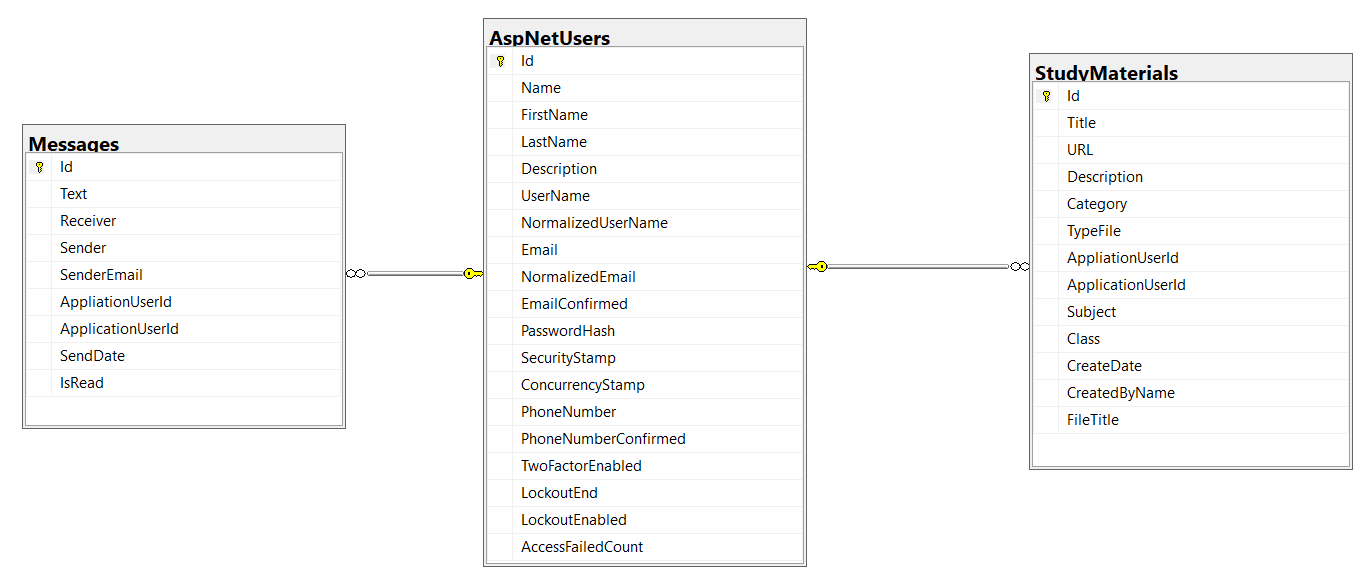 Messages
Id
Text
Receiver
Sender
SenderEmail
AppliationUserId
ApplicationUserId
SendDate
IsRead
AspNetUsers
Id
Name
FirstName
LastName
Description
UserName
NormalizedUserName
Email
NormalizedEmail
EmailConfirmed
PasswordHash
SecurityStamp
ConcurrencyStamp
PhoneNumber
PhoneNumberConfirmed
TwoFactorEnabled
LockoutEnd
LockoutEnabled
AccessFailedCount
StudyMaterials
Id
Title
URL
Description
Category
TypeFile
AppliationUserId
ApplicationUserId
Subject
Class
CreateDate
CreatedByName
FileTitle